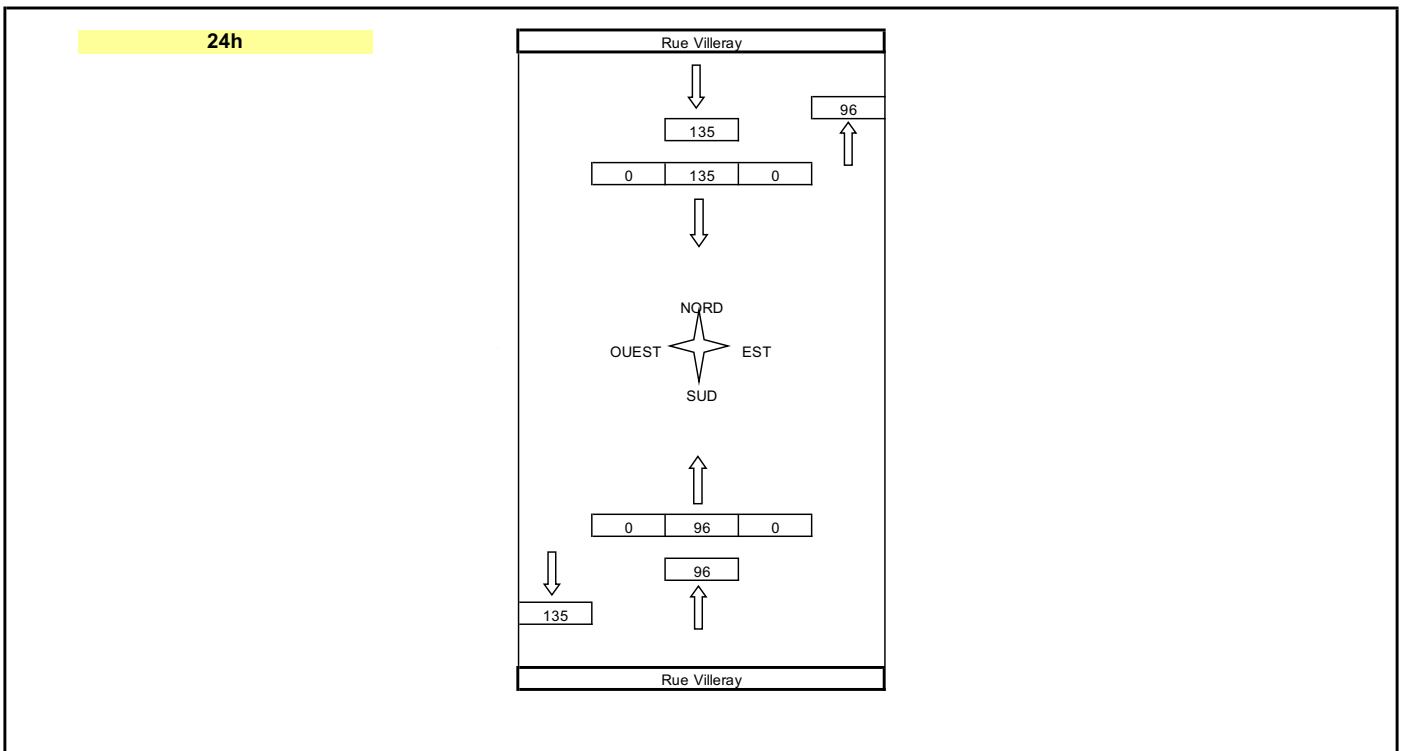 24h
Rue Villeray
96
135
0 135 0
NORD
OUEST EST
SUD
0 96 0
96
135
Rue Villeray